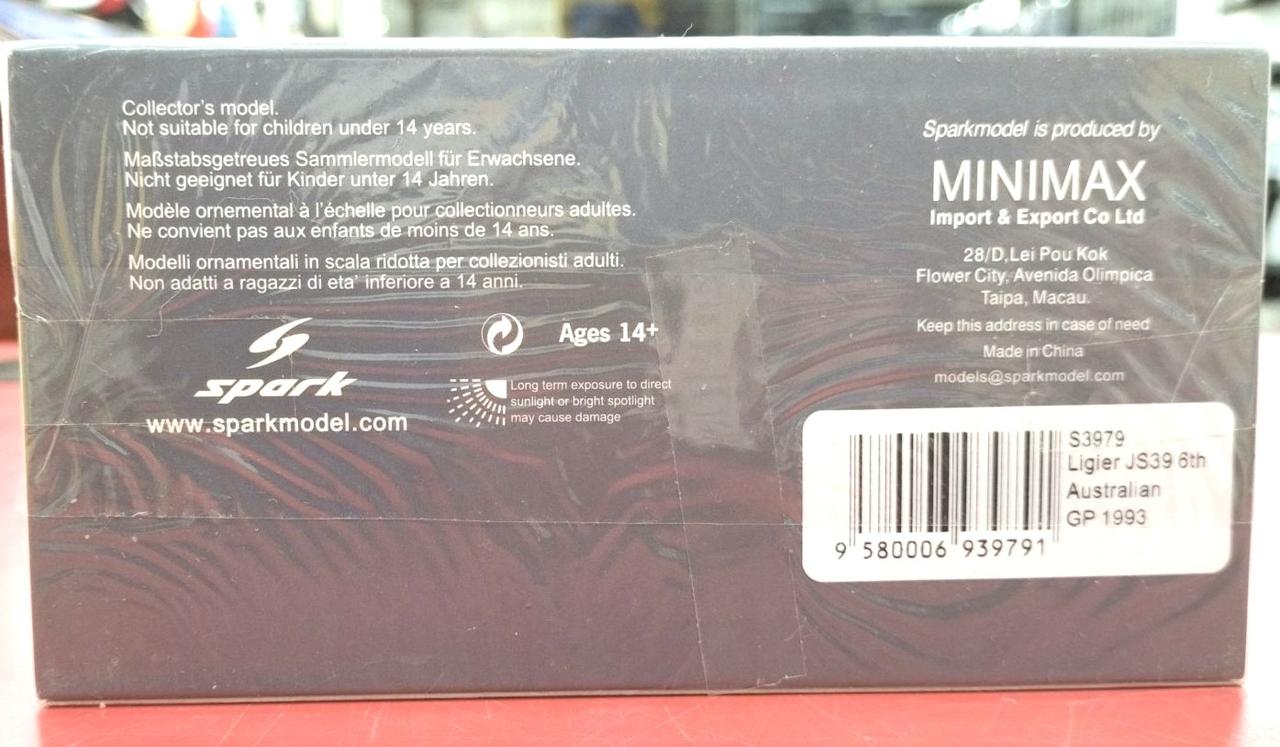 Collector's model.
Not suitable for children under 14 years.
Maßstabsgetreues Sammlermodell für Erwachsene.
Nicht geeignet für Kinder unter 14 Jahren.
Modèle ornemental à l'échelle pour collectionneurs adultes.
Ne convient pas aux enfants de moins de 14 ans.
Modelli ornamentali in scala ridotta per collezionisti adulti.
Non adatti a ragazzi di eta' inferiore a 14 anni.
spark
www.sparkmodel.com
Ages 14+
Long term exposure to direct
sunlight or bright spotlight
may cause damage
Sparkmodel is produced by
MINIMAX
Import & Export Co Ltd
28/D,Lei Pou Kok
Flower City, Avenida Olimpica
Taipa, Macau.
Keep this address in case of need
Made in China
models@sparkmodel.com
S3979
Ligier JS39 6th
Australian
GP 1993
9 580006 939791